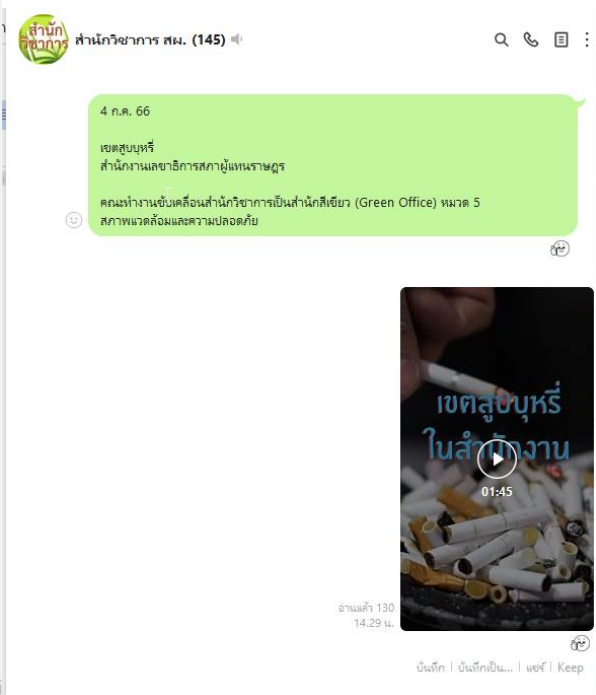 สำนัก
วิชาการ
สำนักวิชาการ สผ. (145)
4 ก.ค. 66
เขตสูบบุหรี่
สำนักงานเลขาธิการสภาผู้แทนราษฎร
คณะทำงานขับเคลื่อนสำนักวิชาการเป็นสำนักสีเขียว (Green Office) หมวด 5
สภาพแวดล้อมและความปลอดภัย
เขตสูบบุหรี่
ในสำนักงาน
01:45
อ่านแล้ว 130
14.29 น.
บันทึก | บันทึกเป็น... | แชร์ | Keep